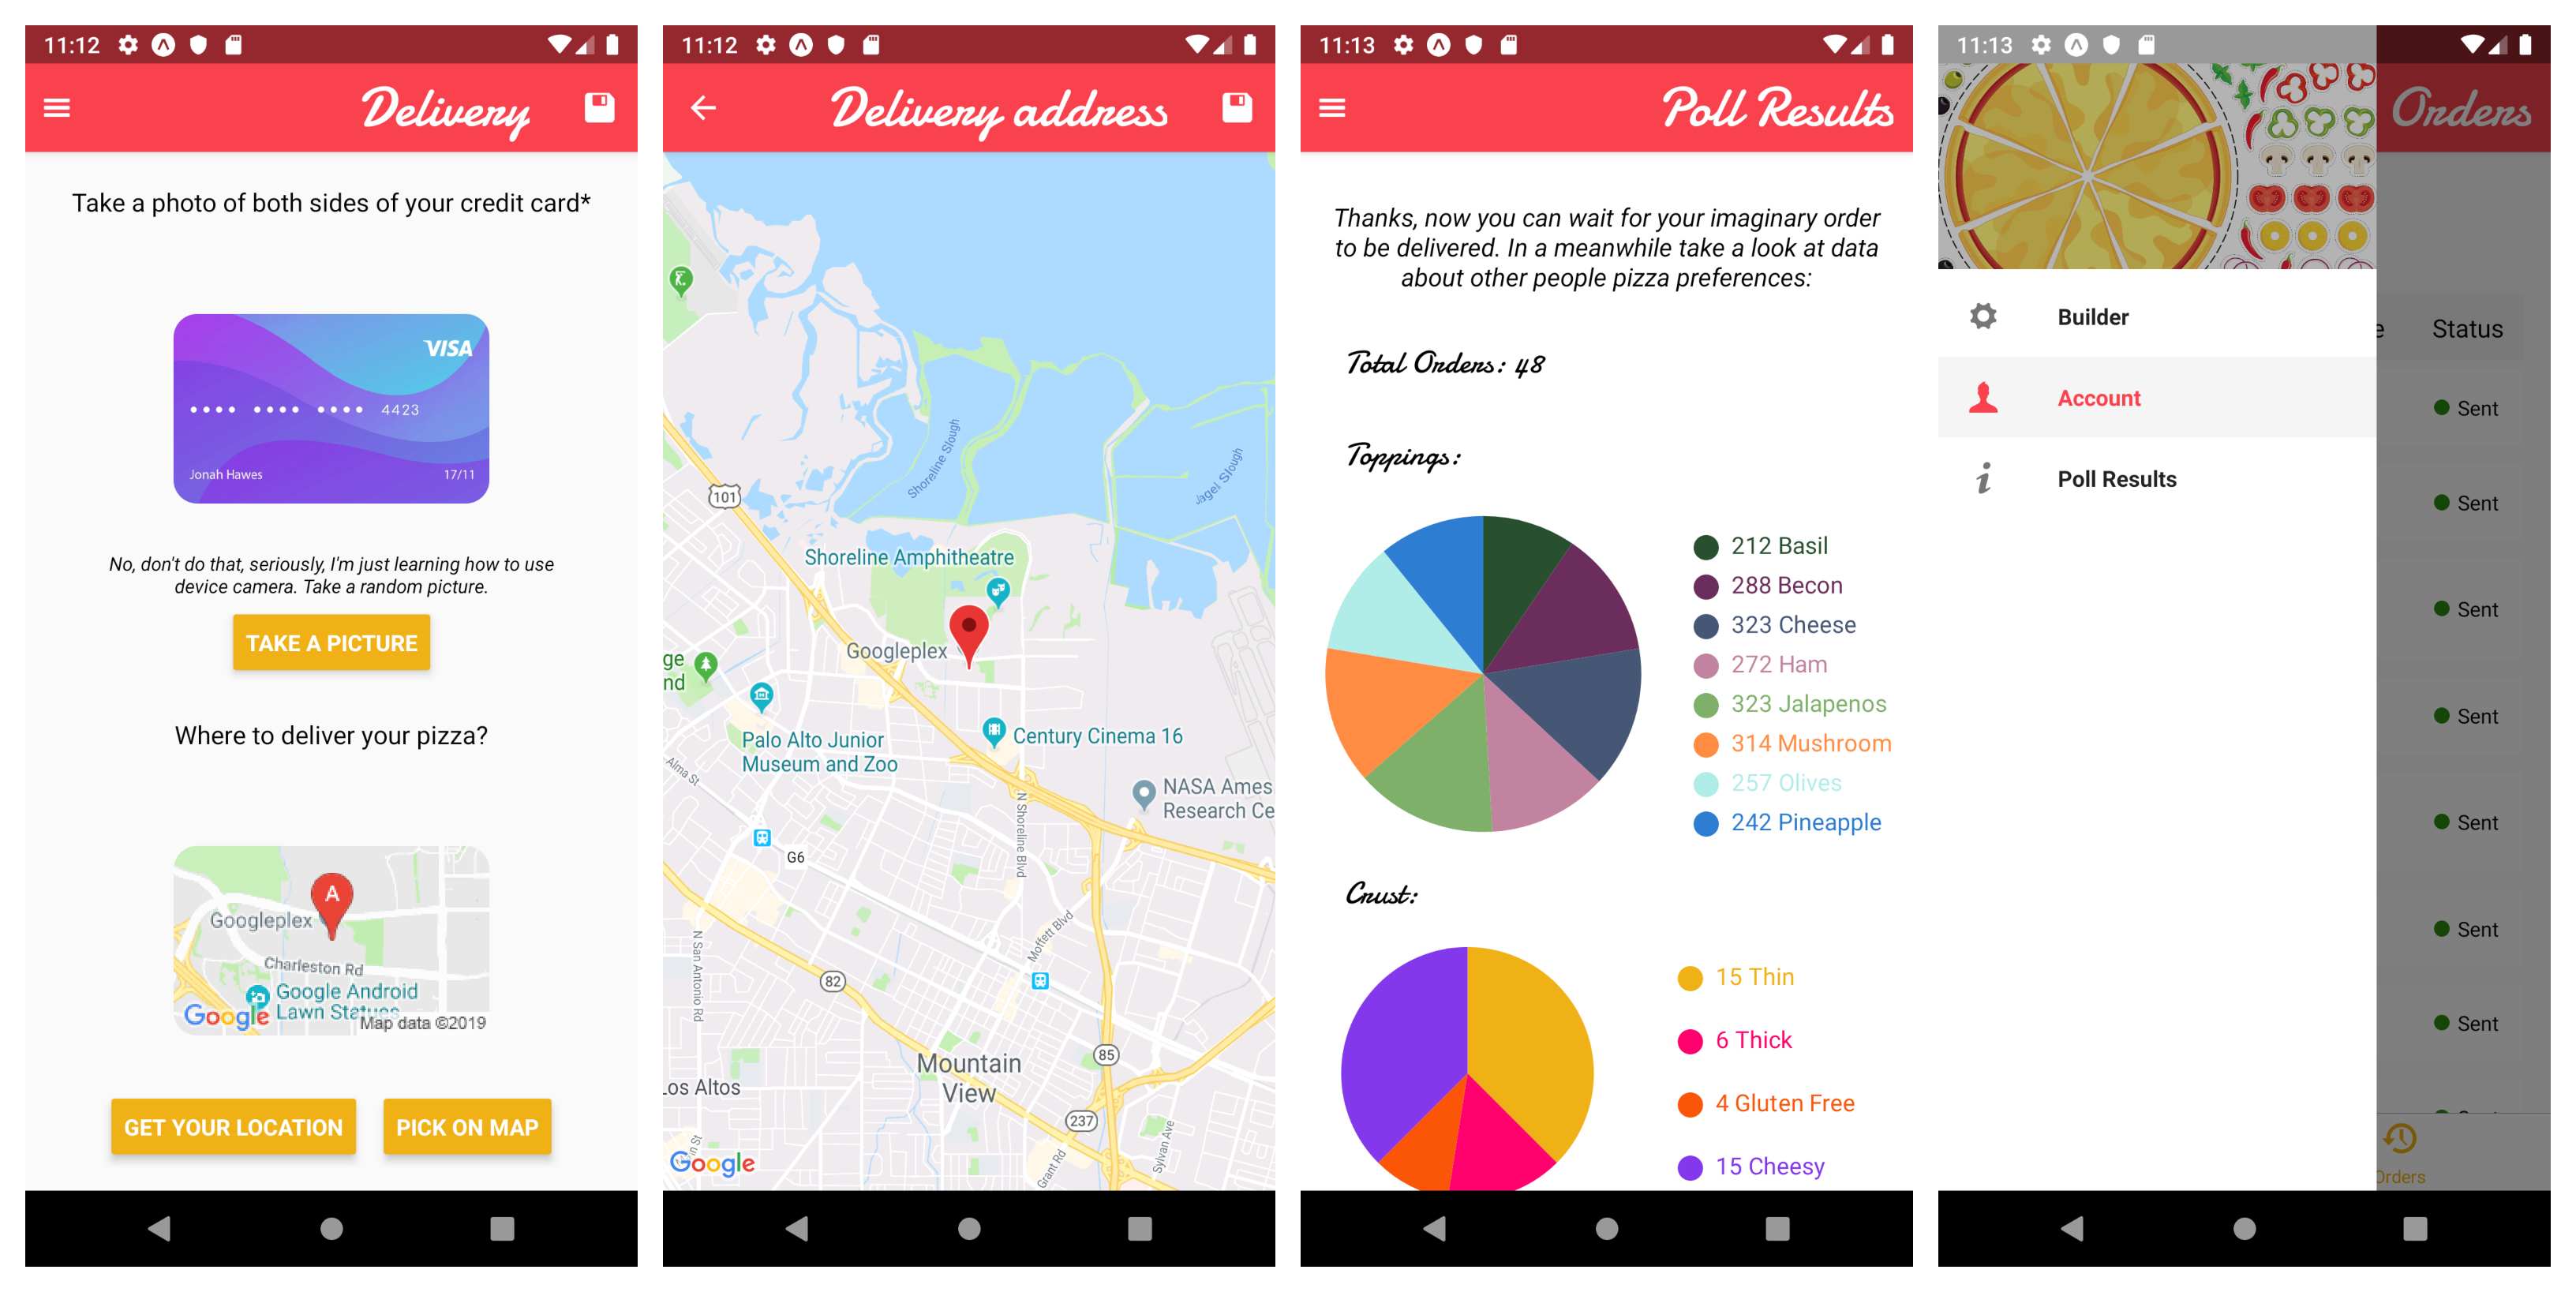 11:12
Delivery
Take a photo of both sides of your credit card*
VISA
4423
Jonah Hawes
17/11
No, don't do that, seriously, I'm just learning how to use
device camera. Take a random picture.
TAKE A PICTURE
Where to deliver your pizza?
A
Googleplex
Charleston Rd
Google Android
Lawn Statues
Google
Map data ©2019
GET YOUR LOCATION
PICK ON MAP
11:12
Delivery address
101
Shoreline Slough
Jagel Slough
Shoreline Amphitheatre
Googleplex
ge
nd
Palo Alto Junior
Museum and Zoo
Century Cinema 16
Alma St
NASA Ames
Research Ce
N Shoreline Blvd
G6
Moffett Blvd
N San Antonio Rd
82
Mountain
View
85
Los Altos
237
Grant Rd
Sylvan Ave
in St
Google
11:13
Poll Results
Thanks, now you can wait for your imaginary order
to be delivered. In a meanwhile take a look at data
about other people pizza preferences:
Total Orders: 48
Toppings:
212 Basil
288 Becon
323 Cheese
272 Ham
323 Jalapenos
314 Mushroom
257 Olives
242 Pineapple
Crust:
15 Thin
6 Thick
4 Gluten Free
15 Cheesy
11:13
Orders
Builder
Account
Poll Results
e
Status
Sent
Sent
Sent
Sent
Sent
Sent
Sent
Orders